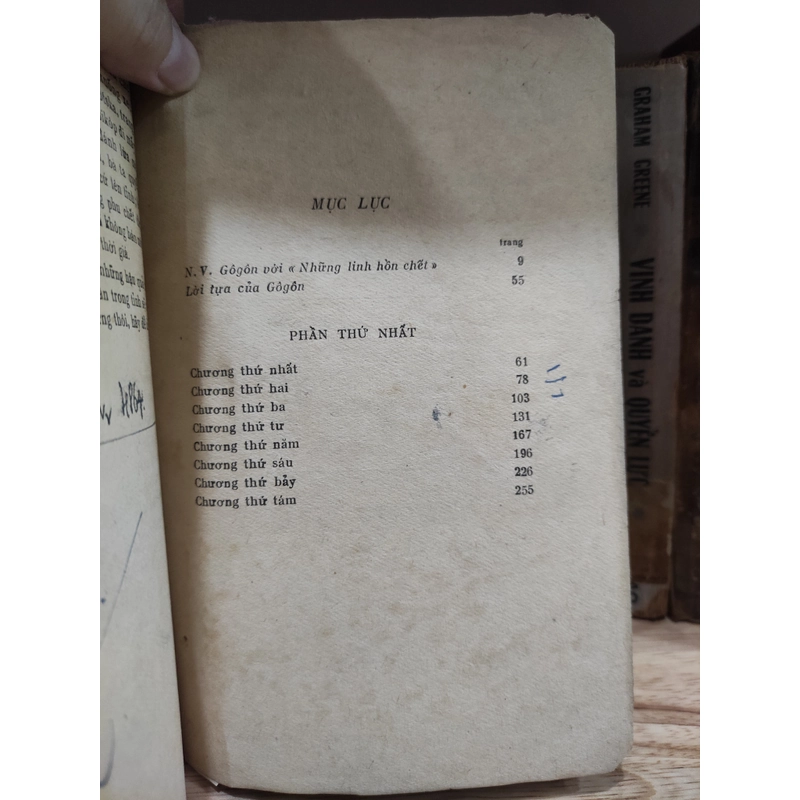 MỤC LỤC
trang
N. V. Gôgôn với « Những linh hồn chết » 9
Lời tựa của Gôgôn 55
PHẦN THỨ NHẤT
Chương thứ nhất 61
Chương thứ hai 78
Chương thứ ba 103
Chương thứ tư 131
Chương thứ năm 167
Chương thứ sáu 196
Chương thứ bảy 226
Chương thứ tám 255
GRAHAM GREENE
VINH DANH và QUYỀN LỰC